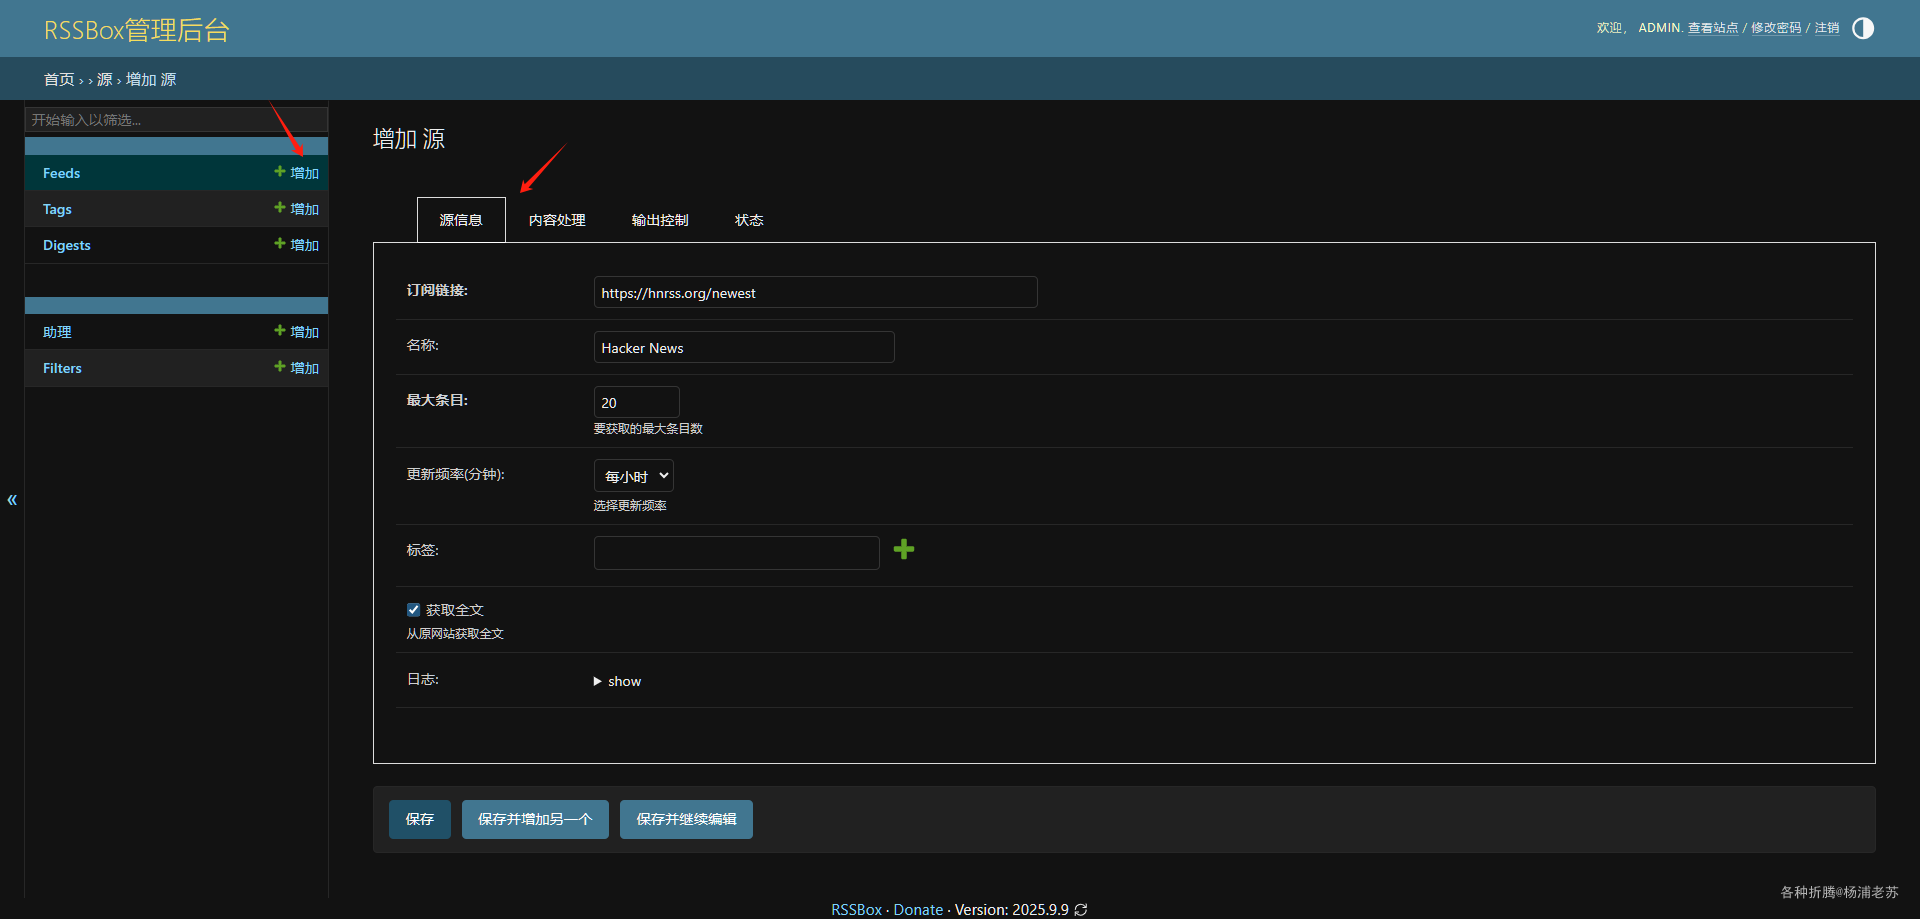 RSSBox管理后台
欢迎， ADMIN. 查看站点 / 修改密码 / 注销
首页 › › 源 › 增加 源
开始输入以筛选...
Feeds
增加
Tags
增加
Digests
增加
助理
增加
Filters
增加
«
增加 源
源信息
内容处理
输出控制
状态
订阅链接:
https://hnrss.org/newest
名称:
Hacker News
最大条目:
20
要获取的最大条目数
更新频率(分钟):
每小时
选择更新频率
标签:
获取全文
从原网站获取全文
日志:
show
保存
保存并增加另一个
保存并继续编辑
各种折腾@杨浦老苏
RSSBox · Donate · Version: 2025.9.9